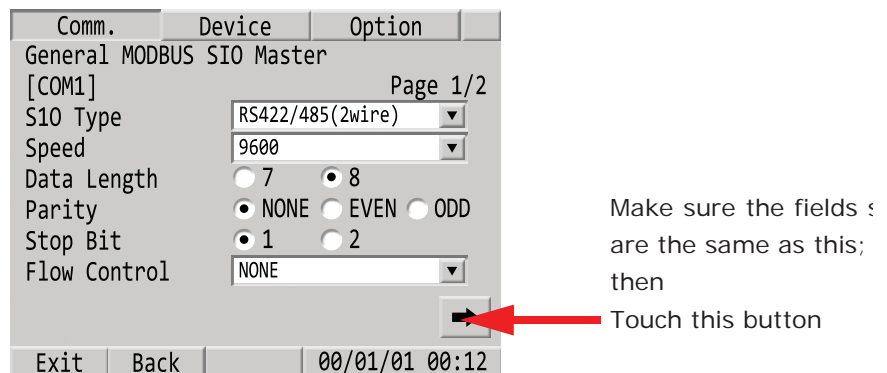 Comm. Device Option
General MODBUS SIO Master
[COM1] Page 1/2
S1O Type RS422/485(2wire)
Speed 9600
Data Length 7 8
Parity NONE EVEN ODD
Stop Bit 1 2
Flow Control NONE
Exit Back 00/01/01 00:12
Make sure the fields
are the same as this;
then
Touch this button